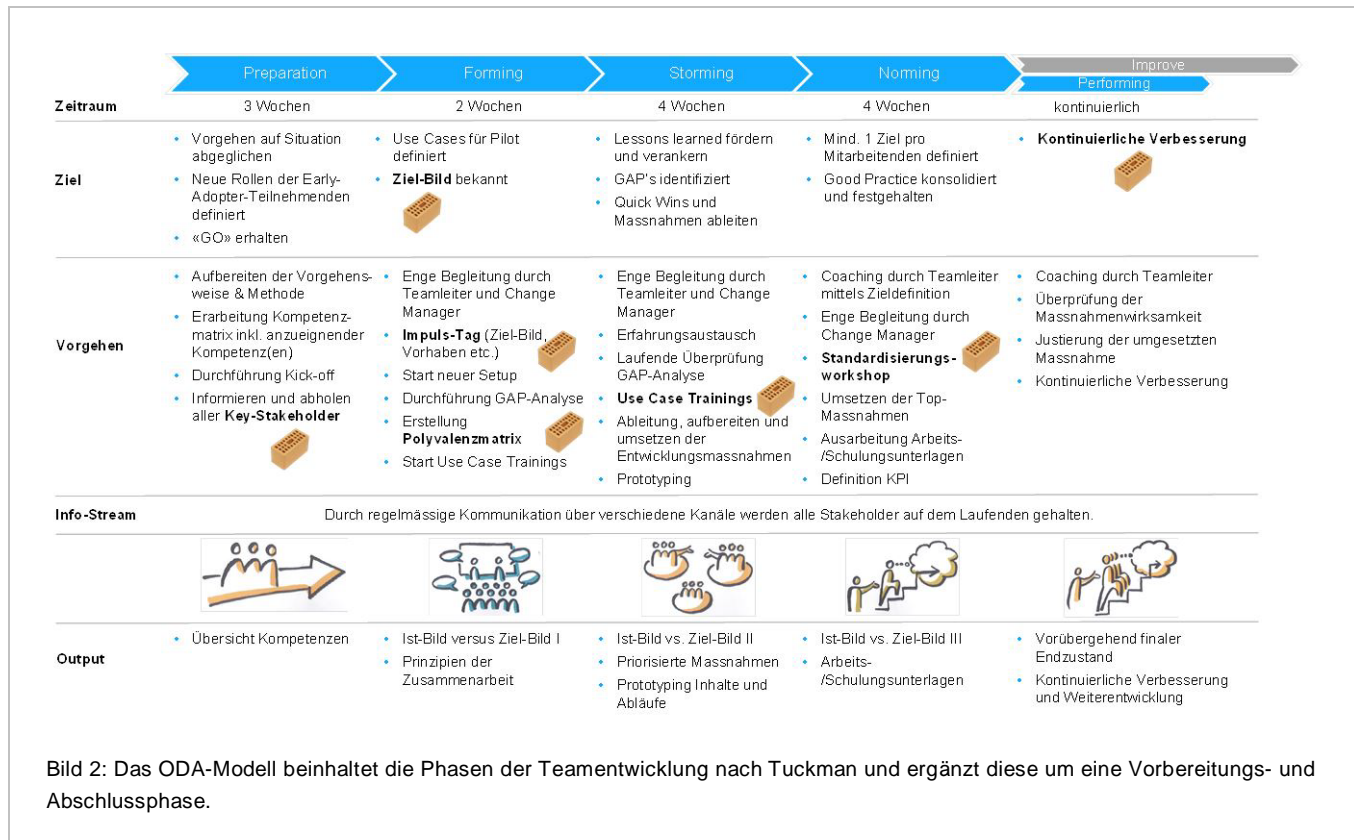 Preparation
Forming
Storming
Norming
Improve
Performing
Zeitraum
3 Wochen
2 Wochen
4 Wochen
4 Wochen
kontinuierlich
Ziel
• Vorgehen auf Situation
abgeglichen
• Neue Rollen der Early-
Adopter-Teilnehmenden
definiert
• «GO» erhalten
• Use Cases für Pilot
definiert
• Ziel-Bild bekannt
• Lessons learned fördern
und verankern
• GAP's identifiziert
• Quick Wins und
Massnahmen ableiten
• Mind. 1 Ziel pro
Mitarbeitenden definiert
• Good Practice konsolidiert
und festgehalten
• Kontinuierliche Verbesserung
Vorgehen
• Aufbereiten der Vorgehens-
weise & Methode
• Erarbeitung Kompetenz-
matrix inkl. anzueignender
Kompetenz(en)
• Durchführung Kick-off
• Informieren und abholen
aller Key-Stakeholder
• Enge Begleitung durch
Teamleiter und Change
Manager
• Impuls-Tag (Ziel-Bild,
Vorhaben etc.)
• Start neuer Setup
• Durchführung GAP-Analyse
• Erstellung
Polyvalenzmatrix
• Start Use Case Trainings
• Enge Begleitung durch
Teamleiter und Change
Manager
• Erfahrungsaustausch
• Laufende Überprüfung
GAP-Analyse
• Use Case Trainings
• Ableitung, aufbereiten und
umsetzen der
Entwicklungsmassnahmen
• Prototyping
• Coaching durch Teamleiter
mittels Zieldefinition
• Enge Begleitung durch
Change Manager
• Standardisierungs-
workshop
• Umsetzen der Top-
Massnahmen
• Ausarbeitung Arbeits-
/Schulungsunterlagen
• Definition KPI
• Coaching durch Teamleiter
• Überprüfung der
Massnahmenwirksamkeit
• Justierung der umgesetzten
Massnahme
• Kontinuierliche Verbesserung
Info-Stream
Durch regelmässige Kommunikation über verschiedene Kanäle werden alle Stakeholder auf dem Laufenden gehalten.
Output
• Übersicht Kompetenzen
• Ist-Bild versus Ziel-Bild I
• Prinzipien der
Zusammenarbeit
• Ist-Bild vs. Ziel-Bild II
• Priorisierte Massnahmen
• Prototyping Inhalte und
Abläufe
• Ist-Bild vs. Ziel-Bild III
• Arbeits-
/Schulungsunterlagen
• Vorübergehend finaler
Endzustand
• Kontinuierliche Verbesserung
und Weiterentwicklung
Bild 2: Das ODA-Modell beinhaltet die Phasen der Teamentwicklung nach Tuckman und ergänzt diese um eine Vorbereitungs- und
Abschlussphase.